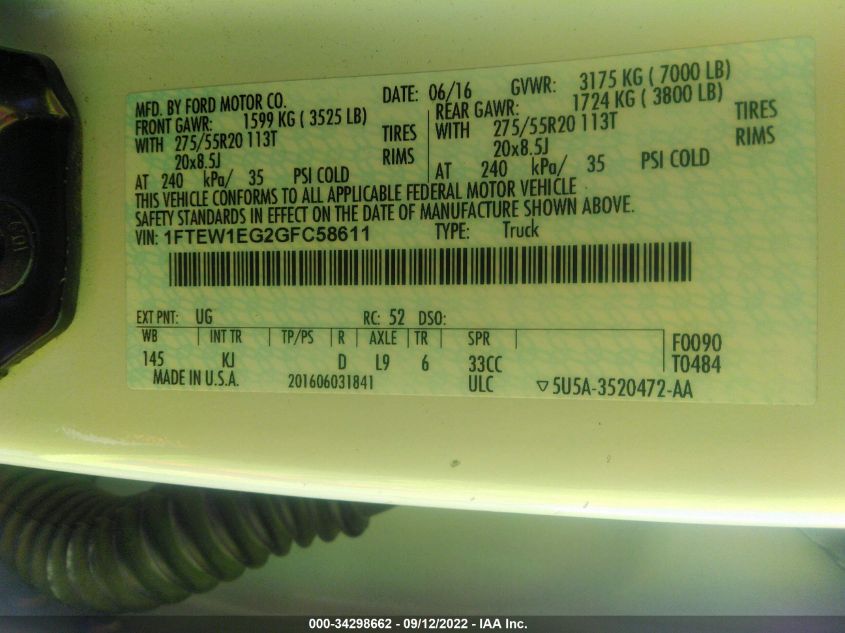 MFD. BY FORD MOTOR CO.
DATE: 06/16 GVWR: 3175 KG ( 7000 LB)
FRONT GAWR: 1599 KG ( 3525 LB)
REAR GAWR: 1724 KG ( 3800 LB)
WITH 275/55R20 113T TIRES
WITH 275/55R20 113T TIRES
20x8.5J RIMS
20x8.5J RIMS
AT 240 kPa/ 35 PSI COLD
AT 240 kPa/ 35 PSI COLD
THIS VEHICLE CONFORMS TO ALL APPLICABLE FEDERAL MOTOR VEHICLE
SAFETY STANDARDS IN EFFECT ON THE DATE OF MANUFACTURE SHOWN ABOVE.
VIN: 1FTEW1EG2GFC58611 TYPE: Truck
EXT PNT: UG RC: 52 DSO:
WB INT TR TP/PS R AXLE TR SPR F0090
145 KJ D L9 6 33CC T0484
MADE IN U.S.A. 201606031841 ULC ▽5U5A-3520472-AA
000-34298662 - 09/12/2022 - IAA Inc.